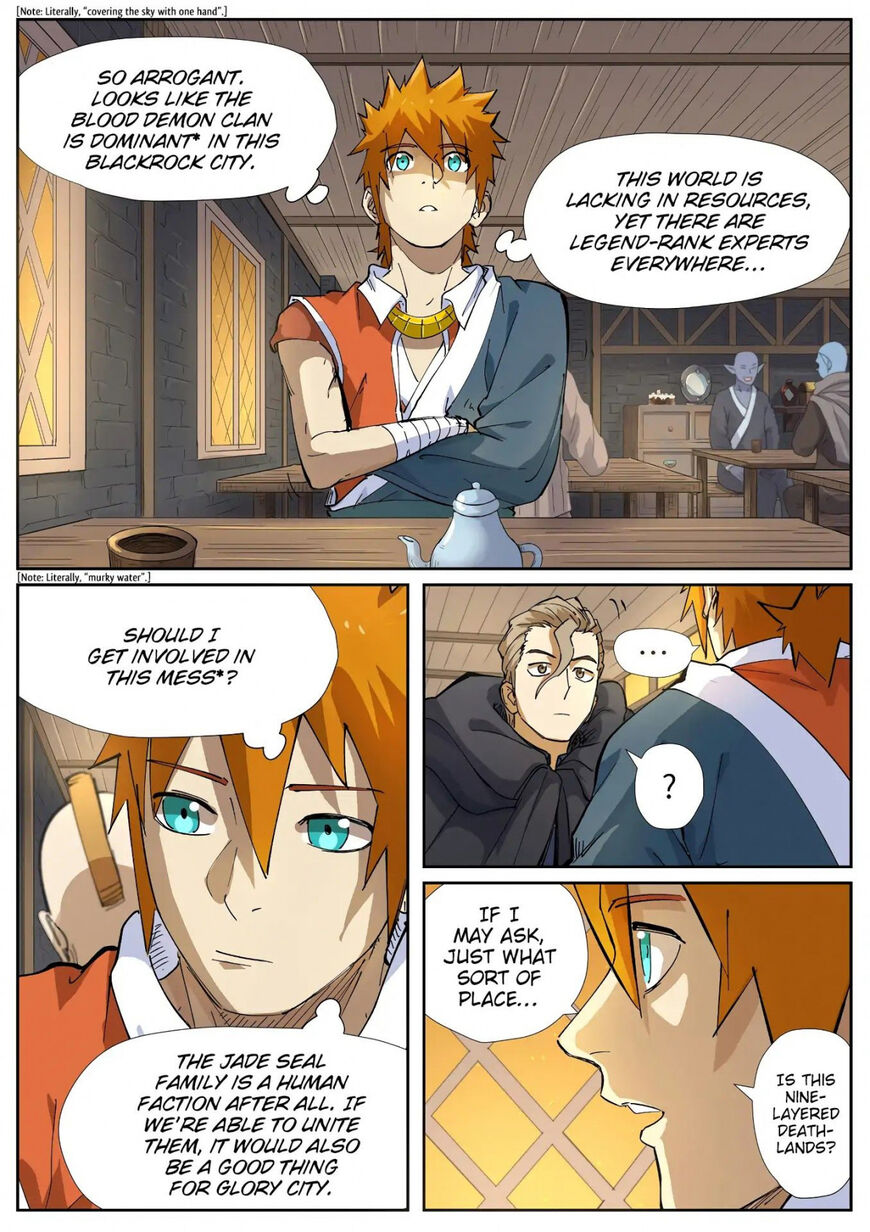 [Note: Literally, "covering the sky with one hand".]
SO ARROGANT.
LOOKS LIKE THE
BLOOD DEMON CLAN
IS DOMINANT* IN THIS
BLACKROCK CITY.
THIS WORLD IS
LACKING IN RESOURCES,
YET THERE ARE
LEGEND-RANK EXPERTS
EVERYWHERE...
[Note: Literally, "murky water".]
SHOULD I
GET INVOLVED IN
THIS MESS*?
THE JADE SEAL
FAMILY IS A HUMAN
FACTION AFTER ALL. IF
WE'RE ABLE TO UNITE
THEM, IT WOULD ALSO
BE A GOOD THING
FOR GLORY CITY.
...
?
IF I
MAY ASK,
JUST WHAT
SORT OF
PLACE...
IS THIS
NINE-
LAYERED
DEATH-
LANDS?